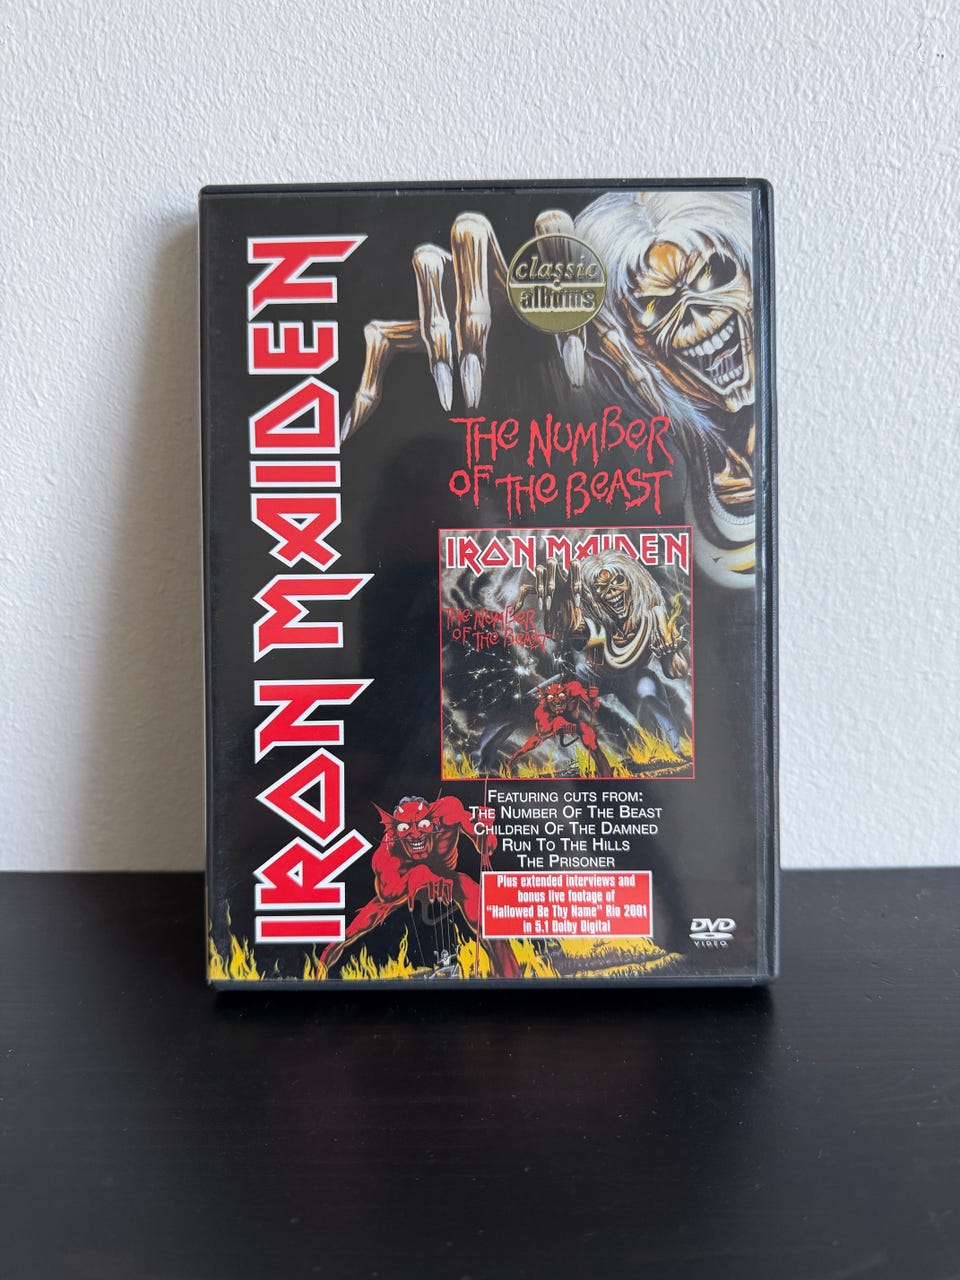 IRON MAIDEN
classic
albums
THE NUMBER
OF THE BEAST
IRON MAIDEN
THE NUMBER
OF THE BEAST
FEATURING CUTS FROM:
THE NUMBER OF THE BEAST
CHILDREN OF THE DAMNED
RUN TO THE HILLS
THE PRISONER
Plus extended interviews and
bonus live footage of
"Hallowed Be Thy Name" Rio 2001
in 5.1 Dolby Digital
DVD
VIDEO